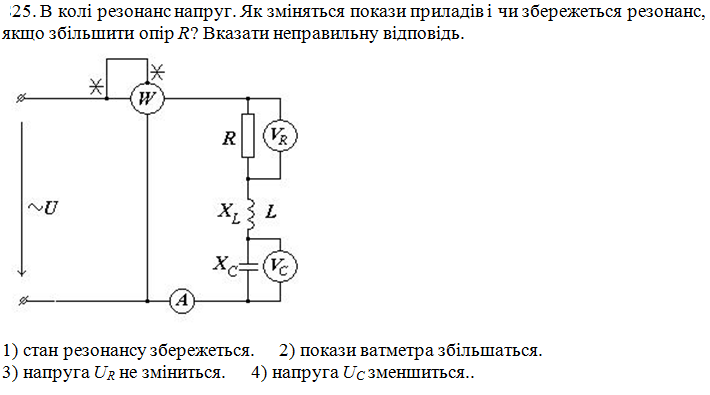 25. В колі резонанс напруг. Як зміняться покази приладів і чи збережеться резонанс,
якщо збільшити опір R? Вказати неправильну відповідь.
W
R
V_R
~U
X_L
L
X_C
V_C
A
1) стан резонансу збережеться. 2) покази ватметра збільшаться.
3) напруга U_R не зміниться. 4) напруга U_C зменшиться..